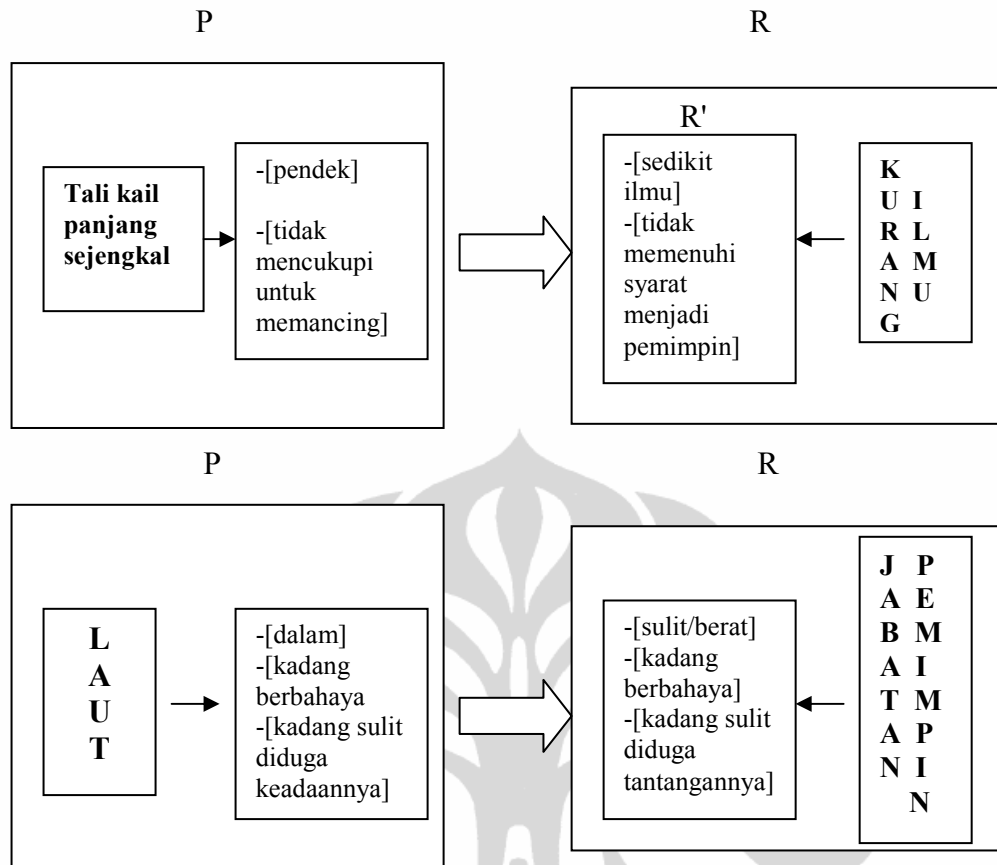 P
R
Tali kail
panjang
sejengkal
-[pendek]
-[tidak
mencukupi
untuk
memancing]
R'
-[sedikit
ilmu]
-[tidak
memenuhi
syarat
menjadi
pemimpin]
K
U I
R L
A M
N U
G
P
R
L
A
U
T
-[dalam]
-[kadang
berbahaya
-[kadang sulit
diduga
keadaannya]
-[sulit/berat]
-[kadang
berbahaya]
-[kadang sulit
diduga
tantangannya]
J P
A E
B M
A I
T M
A P
N I
N